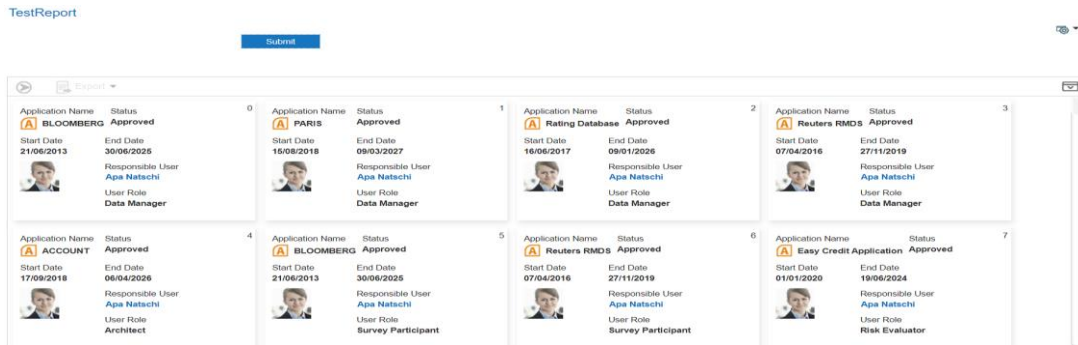 TestReport
Submit
Export
Application Name Status 0
A BLOOMBERG Approved
Start Date End Date
21/06/2013 30/06/2025
Responsible User
Apa Natschi
User Role
Data Manager
Application Name Status 1
A PARIS Approved
Start Date End Date
15/08/2018 09/03/2027
Responsible User
Apa Natschi
User Role
Data Manager
Application Name Status 2
A Rating Database Approved
Start Date End Date
16/06/2017 09/01/2026
Responsible User
Apa Natschi
User Role
Data Manager
Application Name Status 3
A Reuters RMDS Approved
Start Date End Date
07/04/2016 27/11/2019
Responsible User
Apa Natschi
User Role
Data Manager
Application Name Status 4
A ACCOUNT Approved
Start Date End Date
17/09/2018 06/04/2026
Responsible User
Apa Natschi
User Role
Architect
Application Name Status 5
A BLOOMBERG Approved
Start Date End Date
21/06/2013 30/06/2025
Responsible User
Apa Natschi
User Role
Survey Participant
Application Name Status 6
A Reuters RMDS Approved
Start Date End Date
07/04/2016 27/11/2019
Responsible User
Apa Natschi
User Role
Survey Participant
Application Name Status 7
A Easy Credit Application Approved
Start Date End Date
01/01/2020 19/06/2024
Responsible User
Apa Natschi
User Role
Risk Evaluator